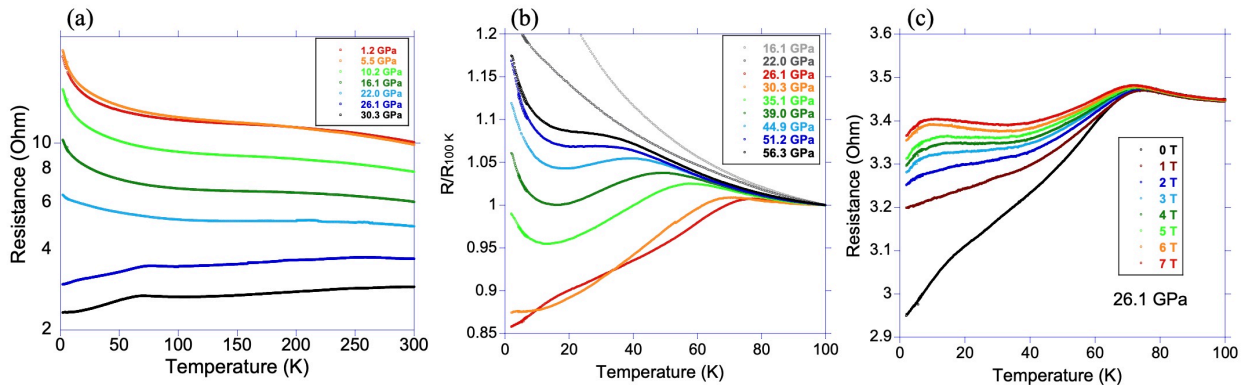 (a)
Resistance (Ohm)
10
8
6
4
2
1.2 GPa
5.5 GPa
10.2 GPa
16.1 GPa
22.0 GPa
26.1 GPa
30.3 GPa
0 50 100 150 200 250 300
Temperature (K)
(b)
R/R100 K
1.2
1.15
1.1
1.05
1
0.95
0.9
0.85
16.1 GPa
22.0 GPa
26.1 GPa
30.3 GPa
35.1 GPa
39.0 GPa
44.9 GPa
51.2 GPa
56.3 GPa
0 20 40 60 80 100
Temperature (K)
(c)
Resistance (Ohm)
3.6
3.5
3.4
3.3
3.2
3.1
3
2.9
0 T
1 T
2 T
3 T
4 T
5 T
6 T
7 T
26.1 GPa
0 20 40 60 80 100
Temperature (K)